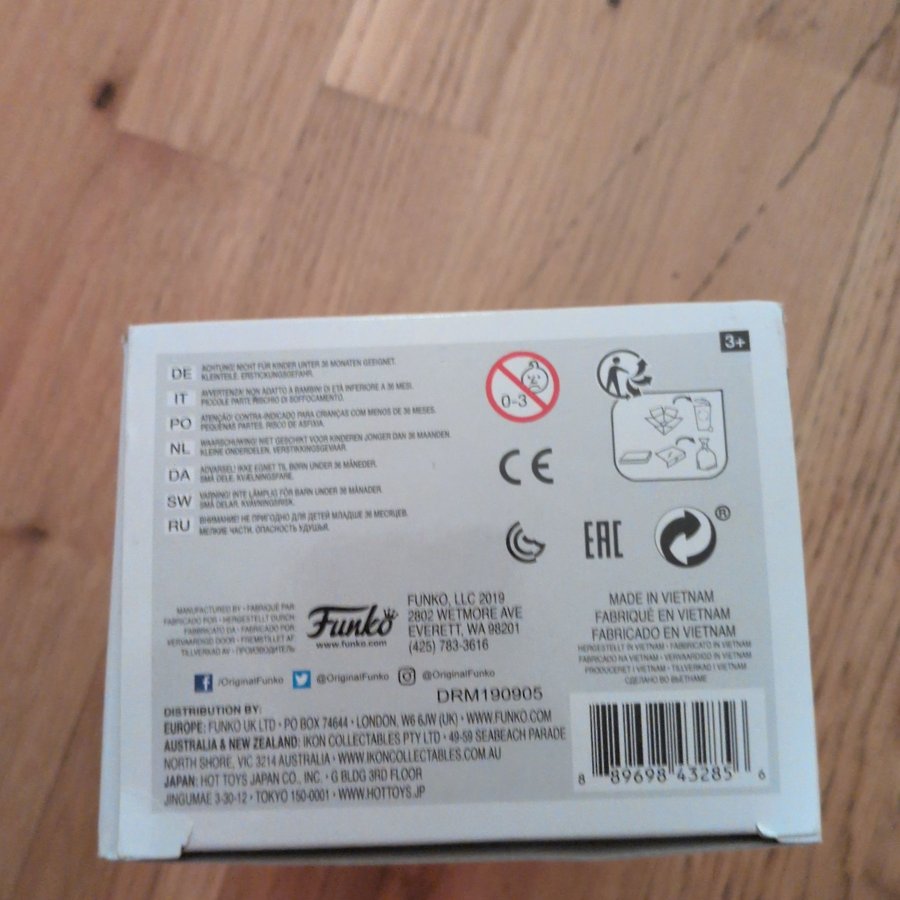 3+
DE ACHTUNG! NICHT FÜR KINDER UNTER 36 MONATEN GEEIGNET.
KLEINTEILE. ERSTICKUNGSGEFAHR.
IT AVVERTENZA! NON ADATTO A BAMBINI DI ETÀ INFERIORE A 36 MESI.
PICCOLE PARTE. RISCHIO DI SOFFOCAMENTO.
PO ATENÇÃO! CONTRA-INDICADO PARA CRIANÇAS COM MENOS DE 36 MESES.
PEQUENAS PARTES. RISCO DE ASFIXIA.
NL WAARSCHUWING! NIET GESCHIKT VOOR KINDEREN JONGER DAN 36 MAANDEN.
KLEINE ONDERDELEN. VERSTIKKINGSGEVAAR.
DA ADVARSEL! IKKE EGNET TIL BØRN UNDER 36 MÅNEDER.
SMÅ DELE. KVÆLNINGSFARE.
SW VARNING! INTE LÄMPLIG FÖR BARN UNDER 36 MÅNADER.
SMÅ DELAR. KVÄVNINGSRISK.
RU ВНИМАНИЕ! НЕ ПРИГОДНО ДЛЯ ДЕТЕЙ МЛАДШЕ 36 МЕСЯЦЕВ.
МЕЛКИЕ ЧАСТИ. ОПАСНОСТЬ УДУШЬЯ.
0-3
CE
EAC
®
MANUFACTURED BY • FABRIQUÉ PAR
FABRICADO POR • HERGESTELLT DURCH
FABBRICATO DA • FABRICADO POR
VERVAARDIGD DOOR • FREMSTILLET AF
TILLVERKAD AV • ПРОИЗВОДИТЕЛЬ
Funko
www.funko.com
FUNKO, LLC 2019
2802 WETMORE AVE
EVERETT, WA 98201
(425) 783-3616
MADE IN VIETNAM
FABRIQUÉ EN VIETNAM
FABRICADO EN VIETNAM
HERGESTELLT IN VIETNAM • FABBRICATO IN VIETNAM
FABRICADO NA VIETNAM • VERVAARDIGD IN VIETNAM
PRODUCERET I VIETNAM • TILLVERKAD I VIETNAM
СДЕЛАНО ВО ВЬЕТНАМЕ
/OriginalFunko @OriginalFunko @OriginalFunko
DRM190905
DISTRIBUTION BY:
EUROPE: FUNKO UK LTD • PO BOX 74644 • LONDON, W6 6JW (UK) • WWW.FUNKO.COM
AUSTRALIA & NEW ZEALAND: IKON COLLECTABLES PTY LTD • 49-59 SEABEACH PARADE
NORTH SHORE, VIC 3214 AUSTRALIA • WWW.IKONCOLLECTABLES.COM.AU
JAPAN: HOT TOYS JAPAN CO., INC. • G BLDG 3RD FLOOR
JINGUMAE 3-30-12 • TOKYO 150-0001 • WWW.HOTTOYS.JP
8 89698 43285 6